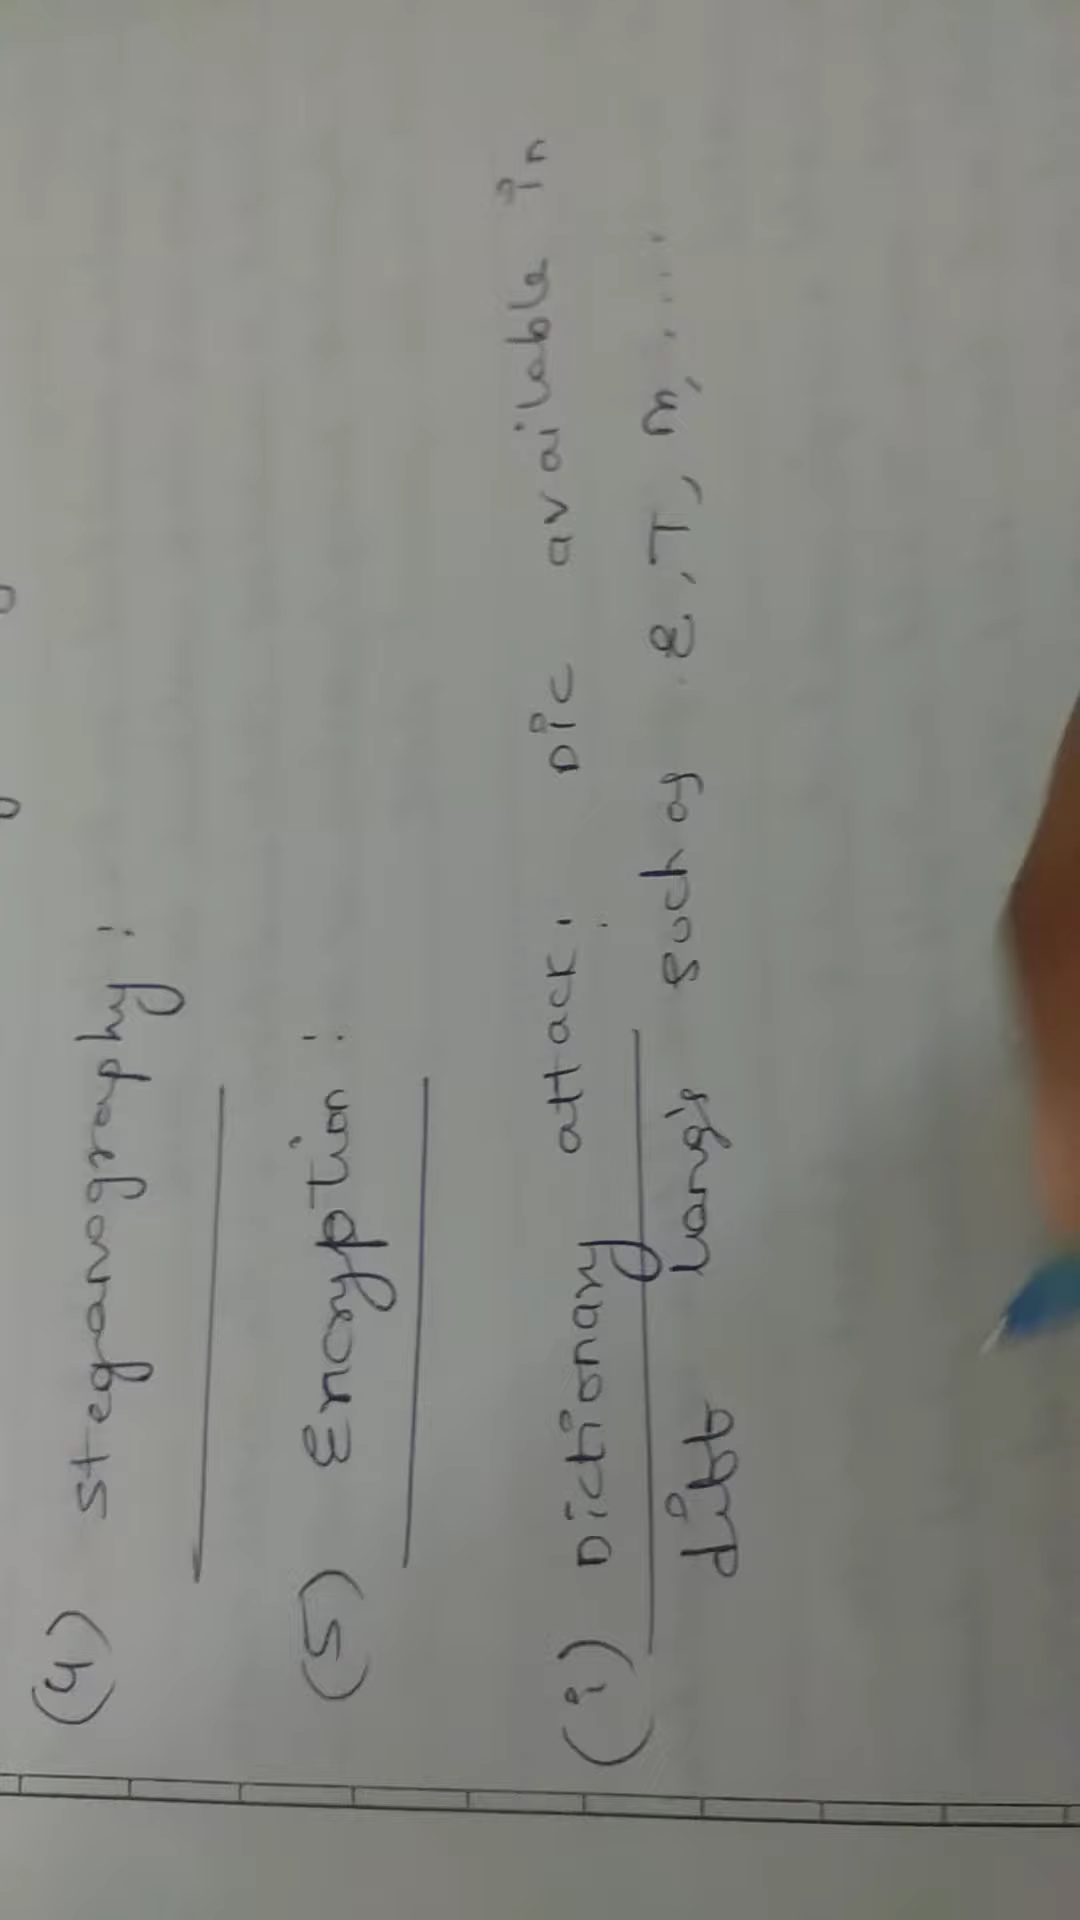 (4) Steganography :
(5) Encryption :
(i) Dictionary attack : Dic available in
diff lang's such as E, T, M, ....